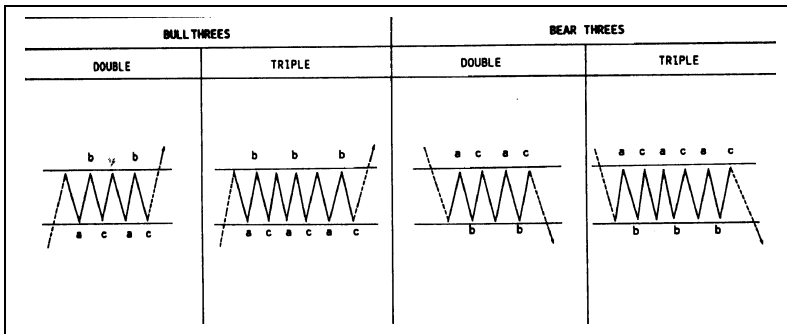 BULL THREES BEAR THREES
DOUBLE TRIPLE DOUBLE TRIPLE
b b b b b a c a c a c a c a c
a c a c a c a c a c b b b b b